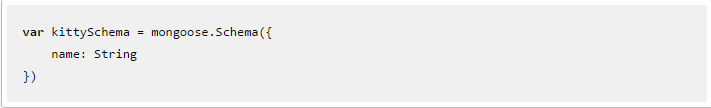 var kittySchema = mongoose.Schema({
    name: String
})